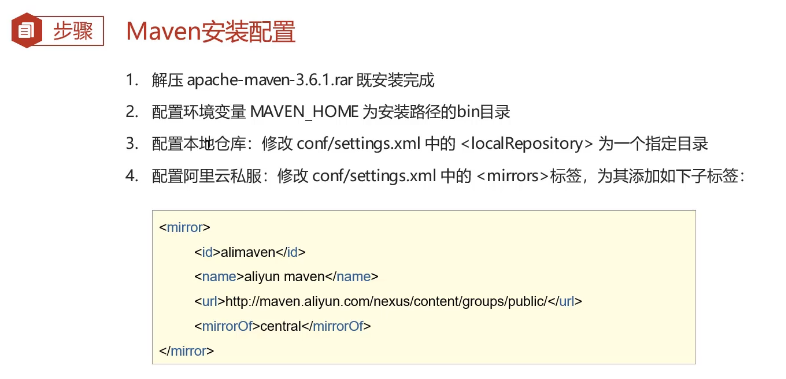 步骤 Maven安装配置
1. 解压 apache-maven-3.6.1.rar 既安装完成
2. 配置环境变量 MAVEN_HOME 为安装路径的bin目录
3. 配置本地仓库：修改 conf/settings.xml 中的 <localRepository> 为一个指定目录
4. 配置阿里云私服：修改 conf/settings.xml 中的 <mirrors>标签，为其添加如下子标签：
<mirror>
<id>alimaven</id>
<name>aliyun maven</name>
<url>http://maven.aliyun.com/nexus/content/groups/public/</url>
<mirrorOf>central</mirrorOf>
</mirror>